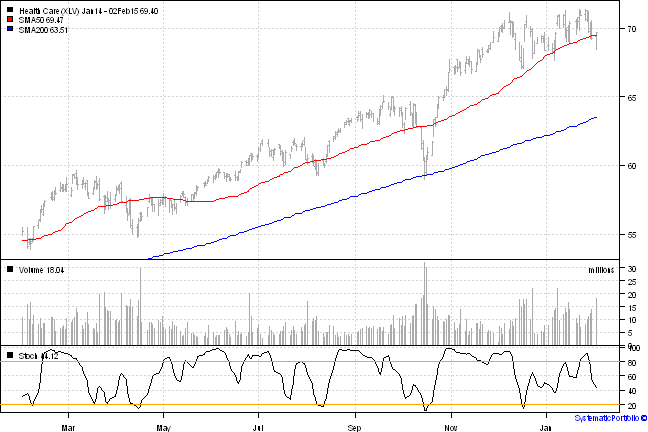 Health Care (XLV) Jan14 - 02Feb15 69.40
SMA50 69.47
SMA200 63.51
70
65
60
55
Volume 18.04
millions
30
25
20
15
10
5
0
Stoch 44.12
100
80
60
40
20
Mar
May
Jul
Sep
Nov
Jan
SystematicPortfolio ©